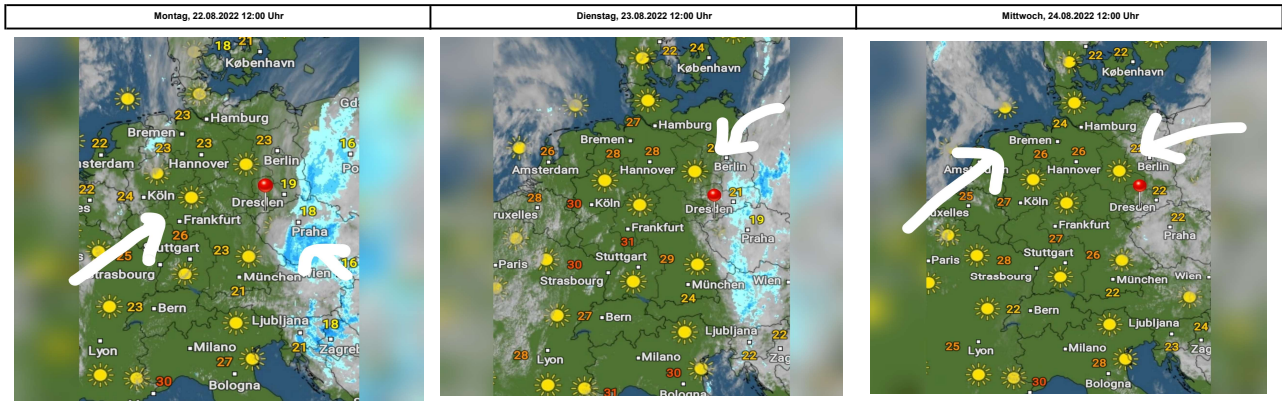 Montag, 22.08.2022 12:00 Uhr
Dienstag, 23.08.2022 12:00 Uhr
Mittwoch, 24.08.2022 12:00 Uhr
18 21
København
23
Hamburg
Bremen
22 23 23 23
sterdam Hannover Berlin
16
22
24 Köln
19
Dresden
18
Frankfurt
Praha
26
Stuttgart
25 23
16
Strasbourg
München
21
23 Bern
Ljubljana 18
21 Zagreb
Lyon Milano
27
30
Bologna
22 24
København
27
Hamburg
Bremen
26 28 28
Amsterdam Hannover Berlin
28
30 Köln
21
Dresden
19
Frankfurt
Praha
31
Paris Stuttgart 29
30
Strasbourg
München
Wien
24
27 Bern
Ljubljana 22
22
28 Lyon Milano
30
Bologna
31
22 22
København
24
Hamburg
Bremen
26 26
Hannover Berlin
25
27 Köln
22
Dresden
22
Praha
Frankfurt
27
Paris Stuttgart 26
28
Strasbourg
München
Wien
22
22 Bern
Ljubljana 24
23
25 Lyon Milano
28
30 Bologna